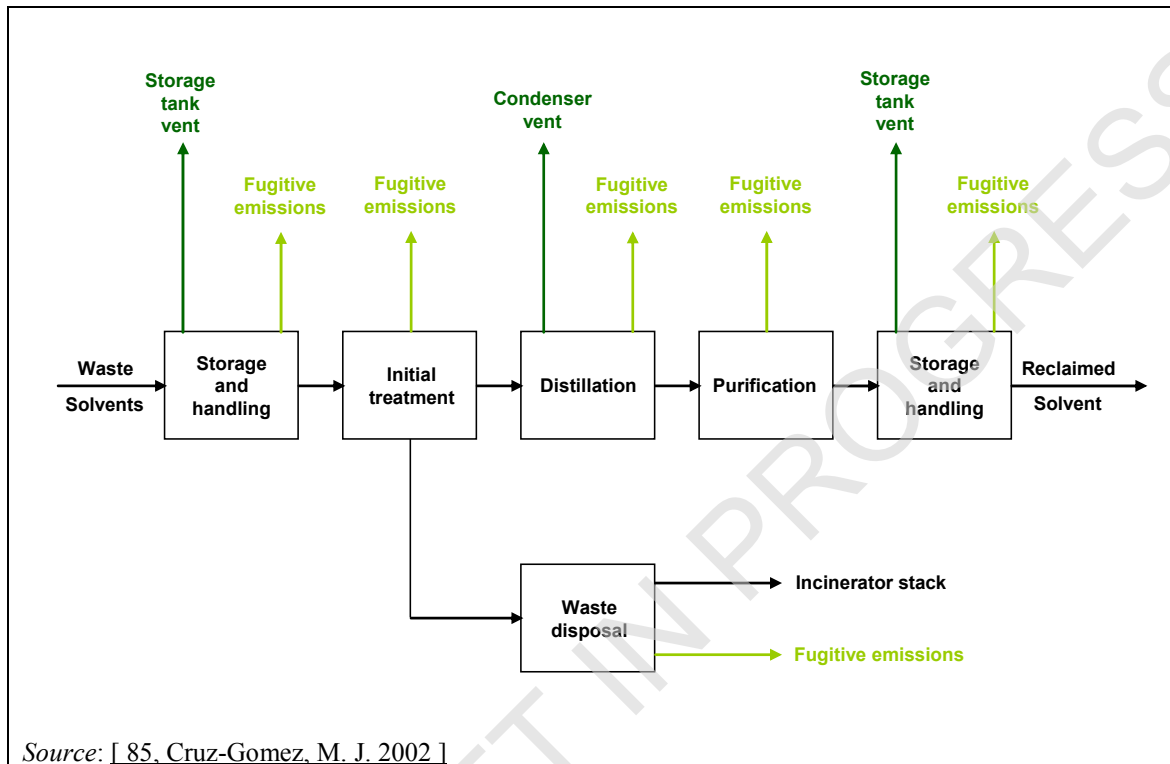 Storage
tank
vent
Condenser
vent
Storage
tank
vent
Fugitive
emissions
Fugitive
emissions
Fugitive
emissions
Fugitive
emissions
Fugitive
emissions
Waste
Solvents
Storage
and
handling
Initial
treatment
Distillation
Purification
Storage
and
handling
Reclaimed
Solvent
Waste
disposal
Incinerator stack
Fugitive emissions
Source: [ 85, Cruz-Gomez, M. J. 2002 ]
T IN PROGRESS